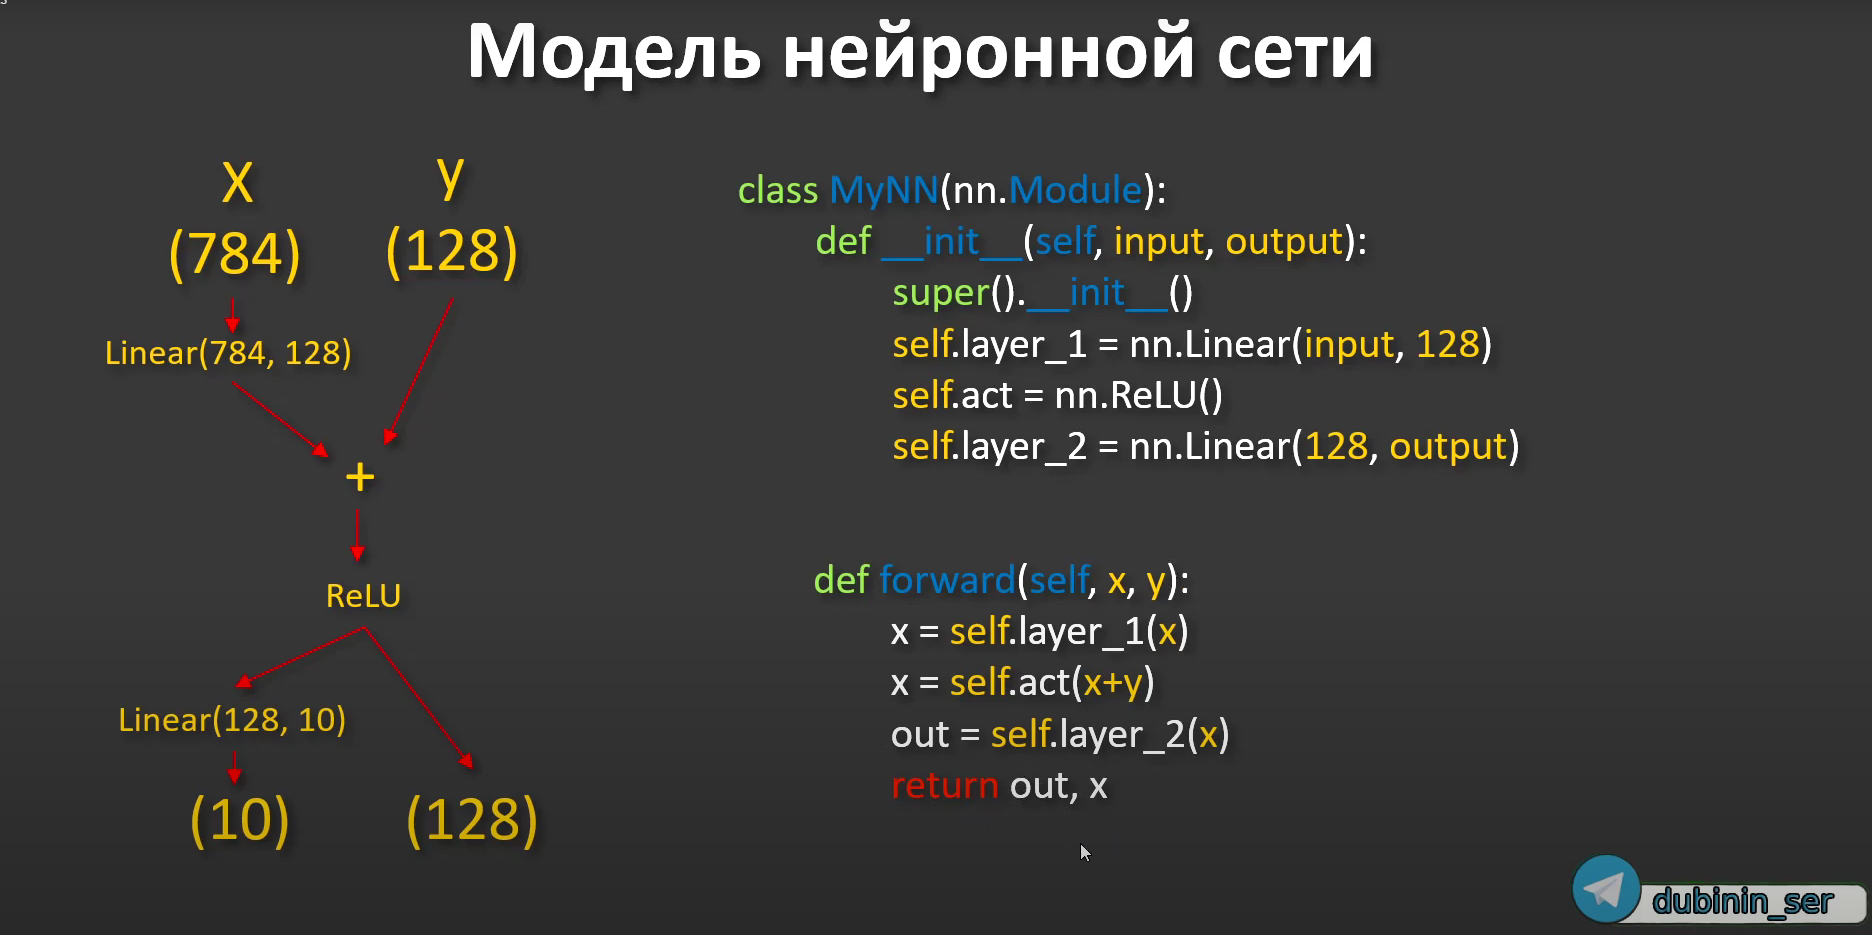 Модель нейронной сети
x y
(784) (128)
Linear(784, 128)
+
ReLU
Linear(128, 10)
(10) (128)
class MyNN(nn.Module):
def __init__(self, input, output):
super().__init__()
self.layer_1 = nn.Linear(input, 128)
self.act = nn.ReLU()
self.layer_2 = nn.Linear(128, output)
def forward(self, x, y):
x = self.layer_1(x)
x = self.act(x+y)
out = self.layer_2(x)
return out, x
dubinin_ser